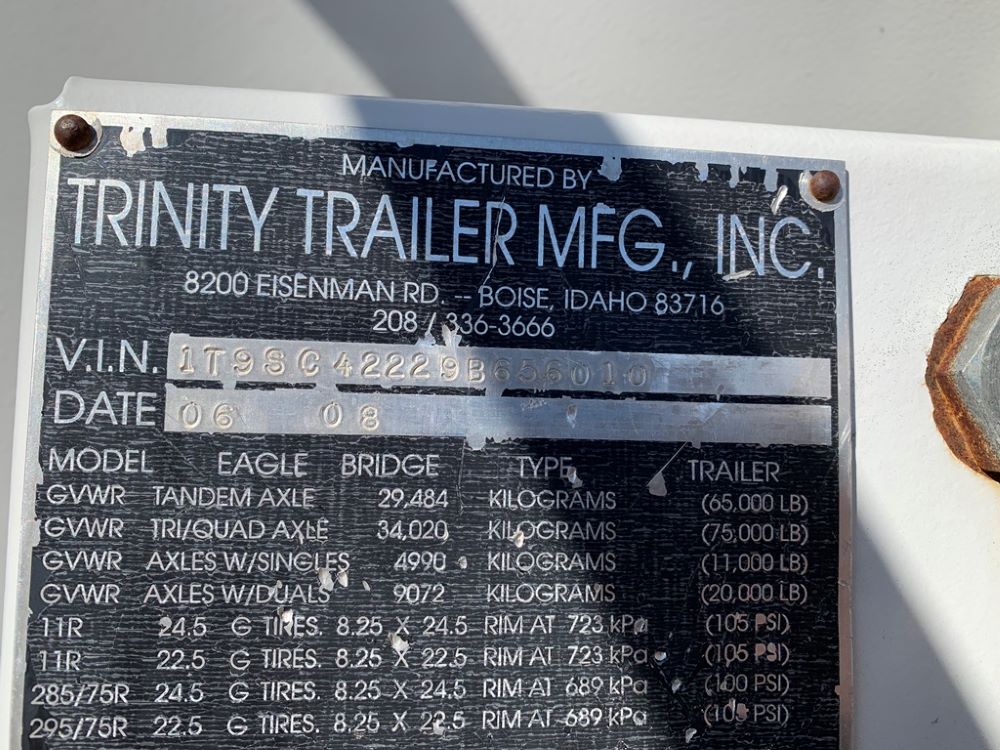 MANUFACTURED BY
TRINITY TRAILER MFG., INC.
8200 EISENMAN RD. -- BOISE, IDAHO 83716
208 / 336-3666
V.I.N. 1T9SC42229B656010
DATE 06 08
MODEL EAGLE BRIDGE TYPE TRAILER
GVWR TANDEM AXLE 29,484 KILOGRAMS (65,000 LB)
GVWR TRI/QUAD AXLE 34,020 KILOGRAMS (75,000 LB)
GVWR AXLES W/SINGLES 4990 KILOGRAMS (11,000 LB)
GVWR AXLES W/DUALS 9072 KILOGRAMS (20,000 LB)
11R 24.5 G TIRES. 8.25 X 24.5 RIM AT 723 kPa (105 PSI)
11R 22.5 G TIRES. 8.25 X 22.5 RIM AT 723 kPa (105 PSI)
285/75R 24.5 G TIRES. 8.25 X 24.5 RIM AT 689 kPa (100 PSI)
295/75R 22.5 G TIRES. 8.25 X 22.5 RIM AT 689 kPa (105 PSI)